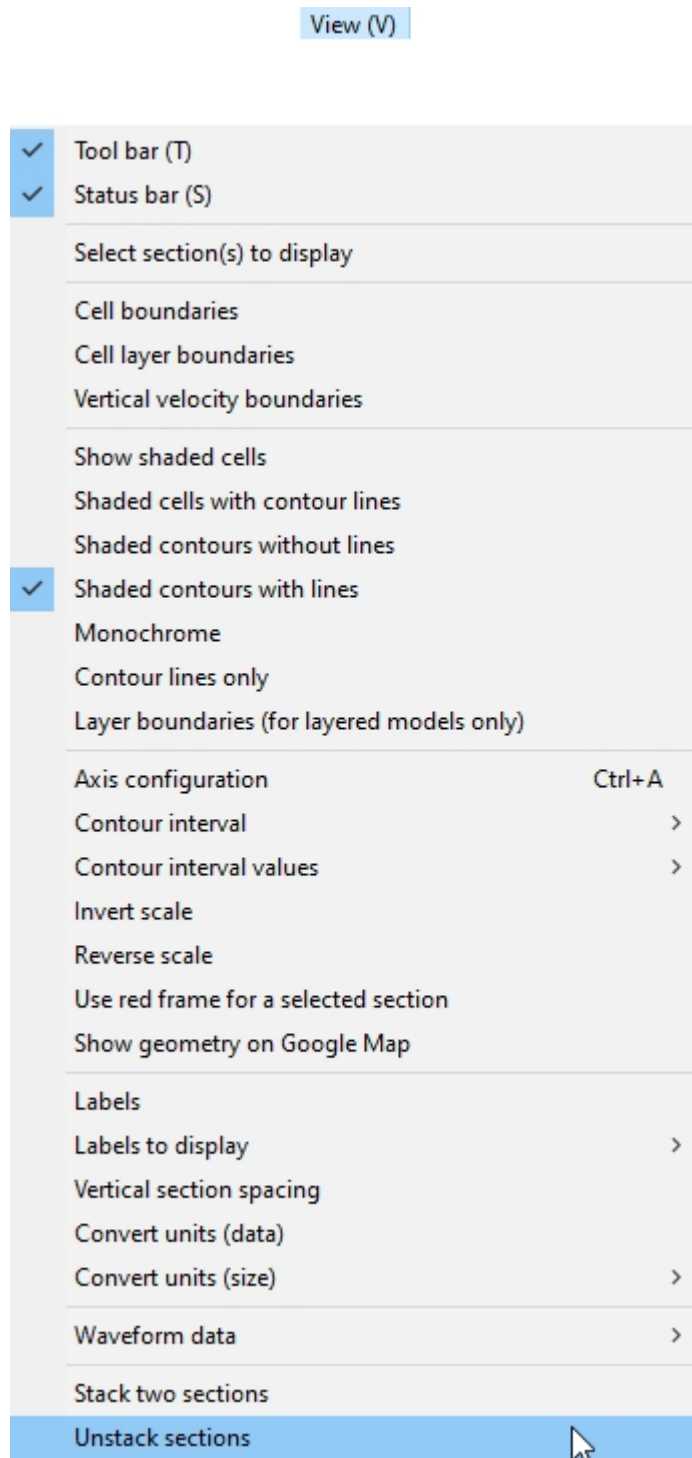 View (V)
Tool bar (T)
Status bar (S)
Select section(s) to display
Cell boundaries
Cell layer boundaries
Vertical velocity boundaries
Show shaded cells
Shaded cells with contour lines
Shaded contours without lines
Shaded contours with lines
Monochrome
Contour lines only
Layer boundaries (for layered models only)
Axis configuration Ctrl+A
Contour interval
Contour interval values
Invert scale
Reverse scale
Use red frame for a selected section
Show geometry on Google Map
Labels
Labels to display
Vertical section spacing
Convert units (data)
Convert units (size)
Waveform data
Stack two sections
Unstack sections